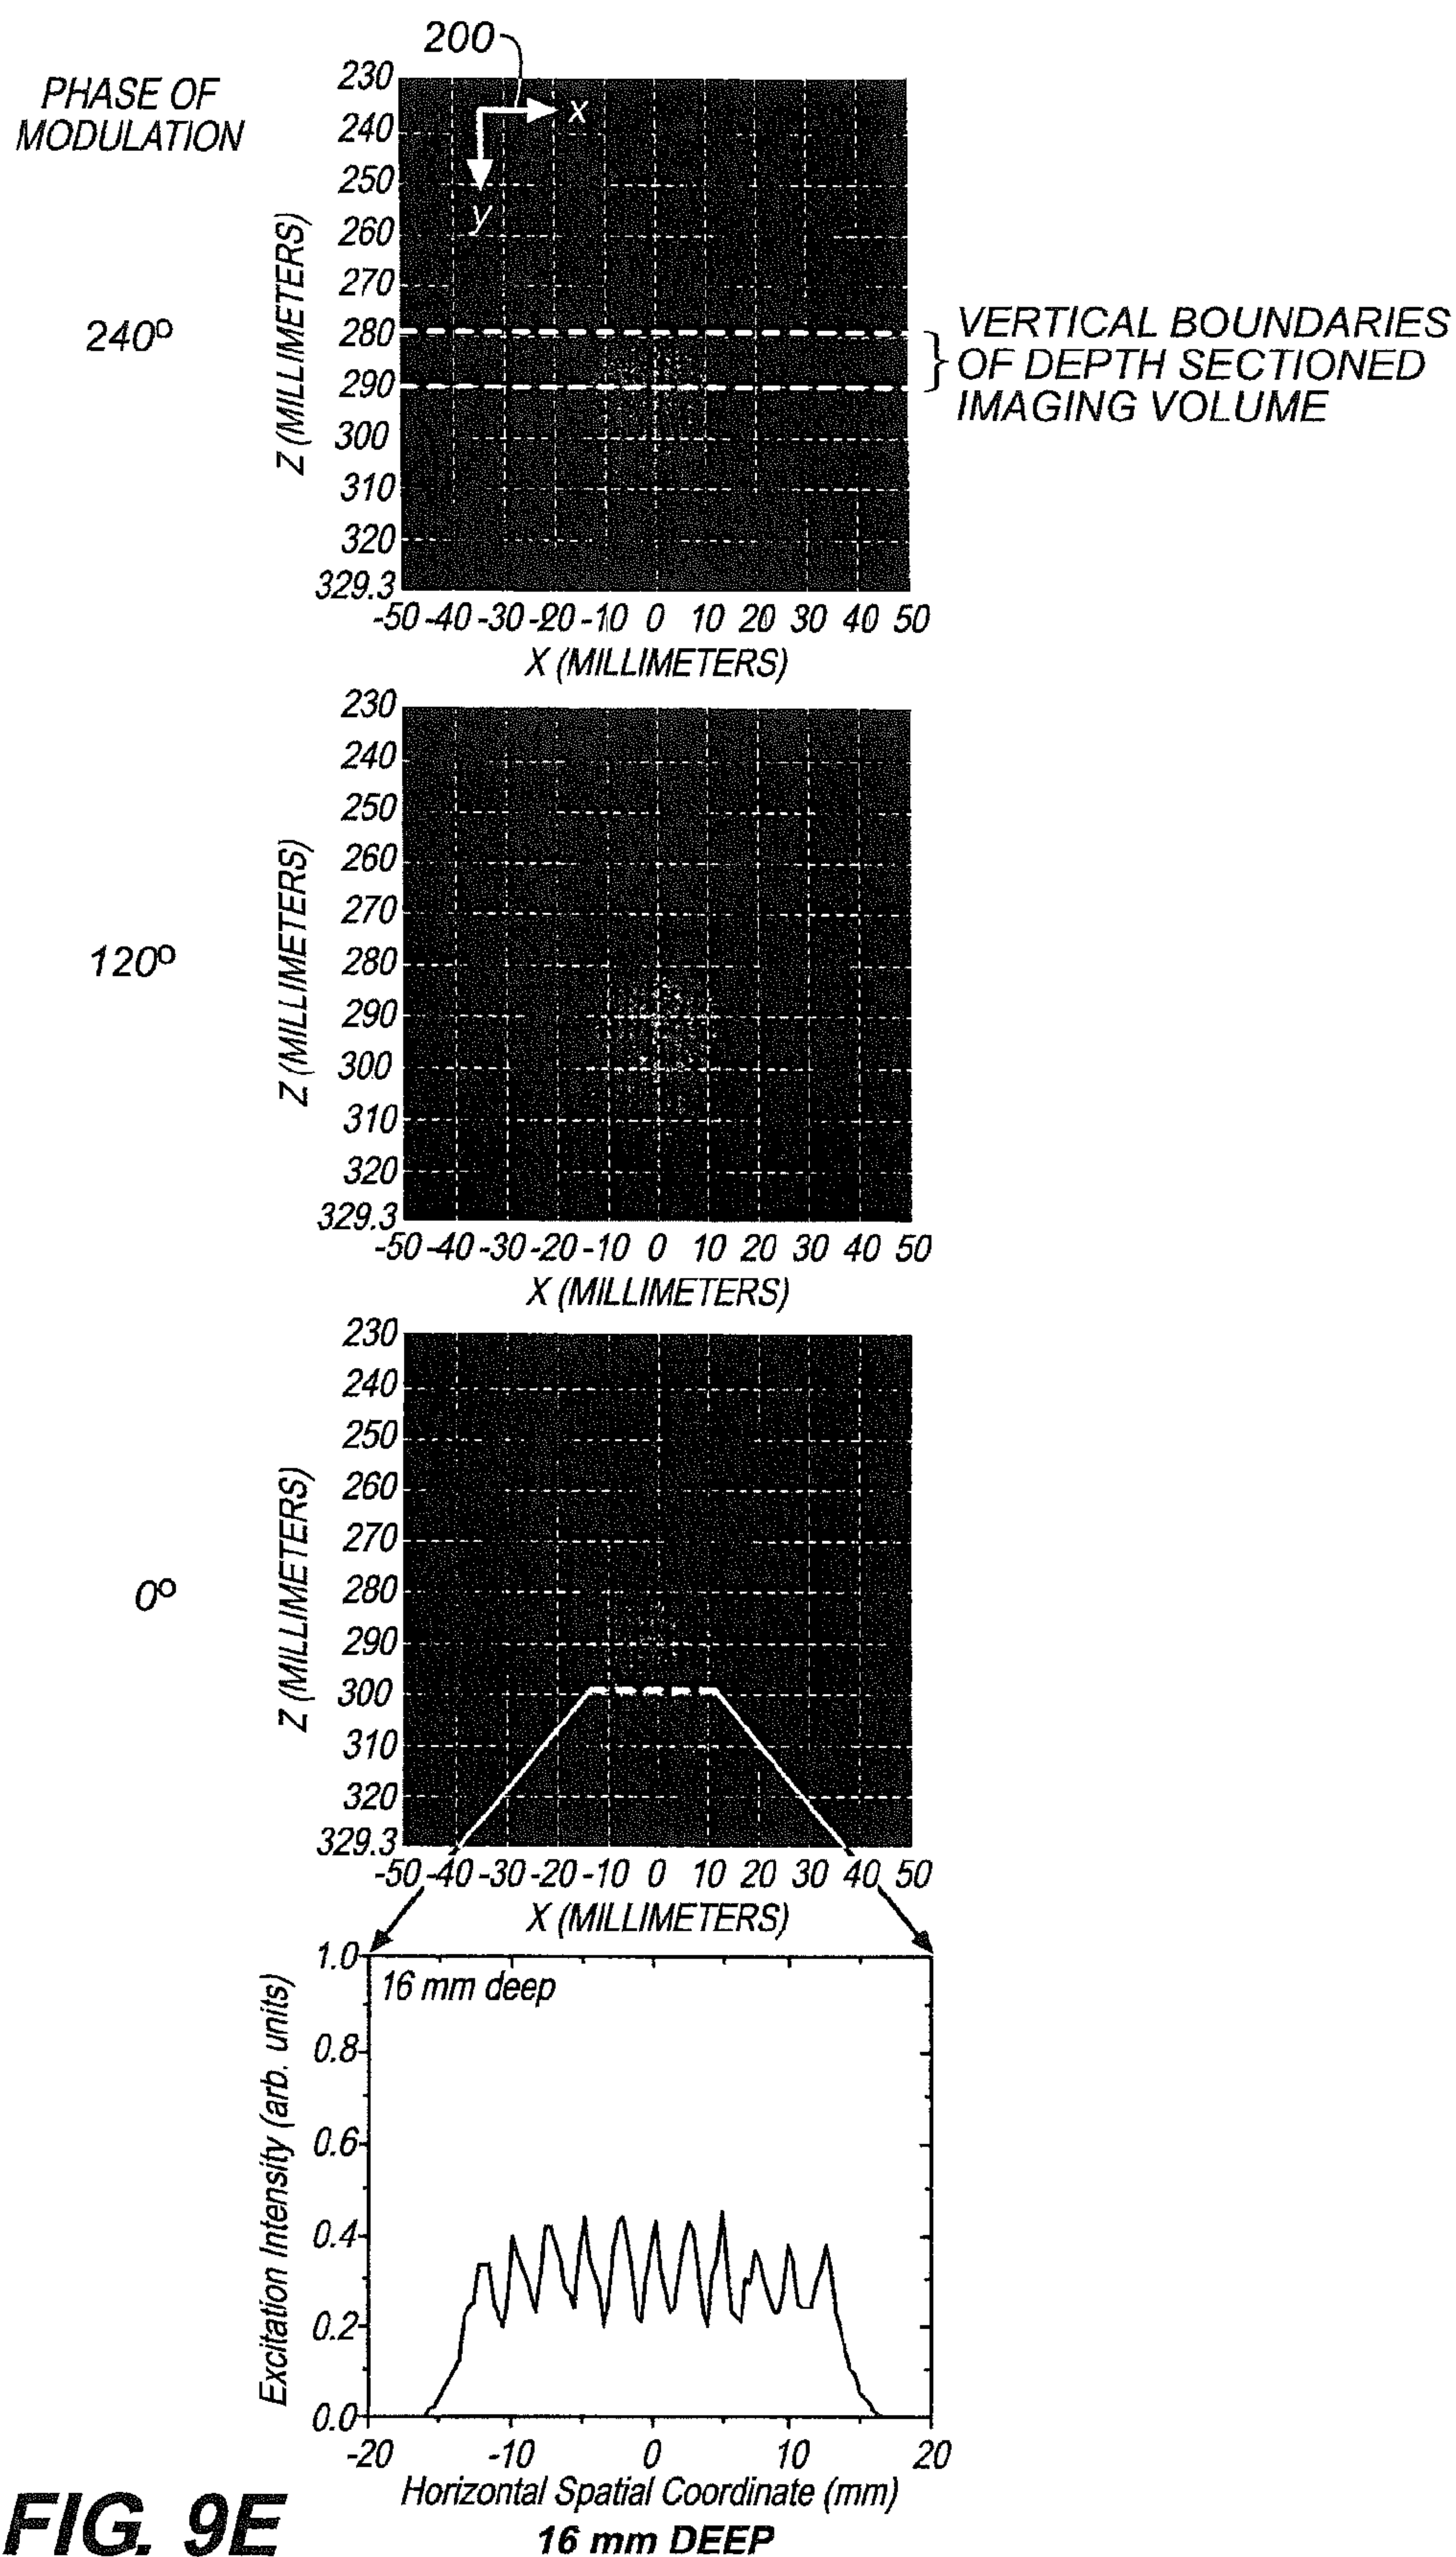 200
PHASE OF
MODULATION
230
240
250
260
270
280
290
300
310
320
329.3
x
y
Z (MILLIMETERS)
240º
VERTICAL BOUNDARIES
OF DEPTH SECTIONED
IMAGING VOLUME
-50 -40 -30 -20 -10 0 10 20 30 40 50
X (MILLIMETERS)
230
240
250
260
270
280
290
300
310
320
329.3
Z (MILLIMETERS)
120º
-50 -40 -30 -20 -10 0 10 20 30 40 50
X (MILLIMETERS)
230
240
250
260
270
280
290
300
310
320
329.3
Z (MILLIMETERS)
0º
-50 -40 -30 -20 -10 0 10 20 30 40 50
X (MILLIMETERS)
1.0
0.8
0.6
0.4
0.2
0.0
16 mm deep
Excitation Intensity (arb. units)
-20 -10 0 10 20
Horizontal Spatial Coordinate (mm)
16 mm DEEP
FIG. 9E